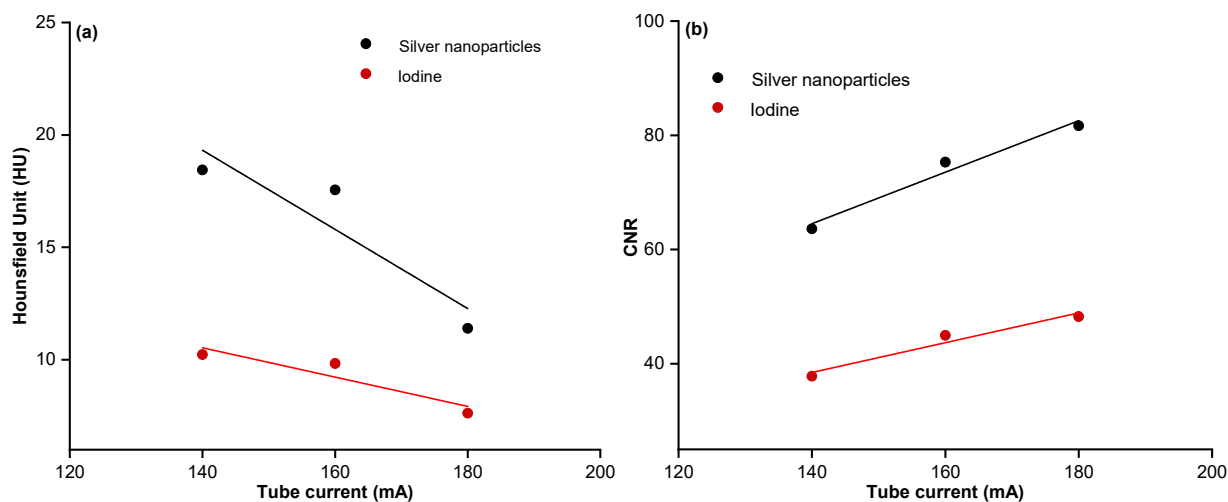 (a)
Silver nanoparticles
Iodine
Hounsfield Unit (HU)
25
20
15
10
120 140 160 180 200
Tube current (mA)
(b)
Silver nanoparticles
Iodine
CNR
100
80
60
40
120 140 160 180 200
Tube current (mA)